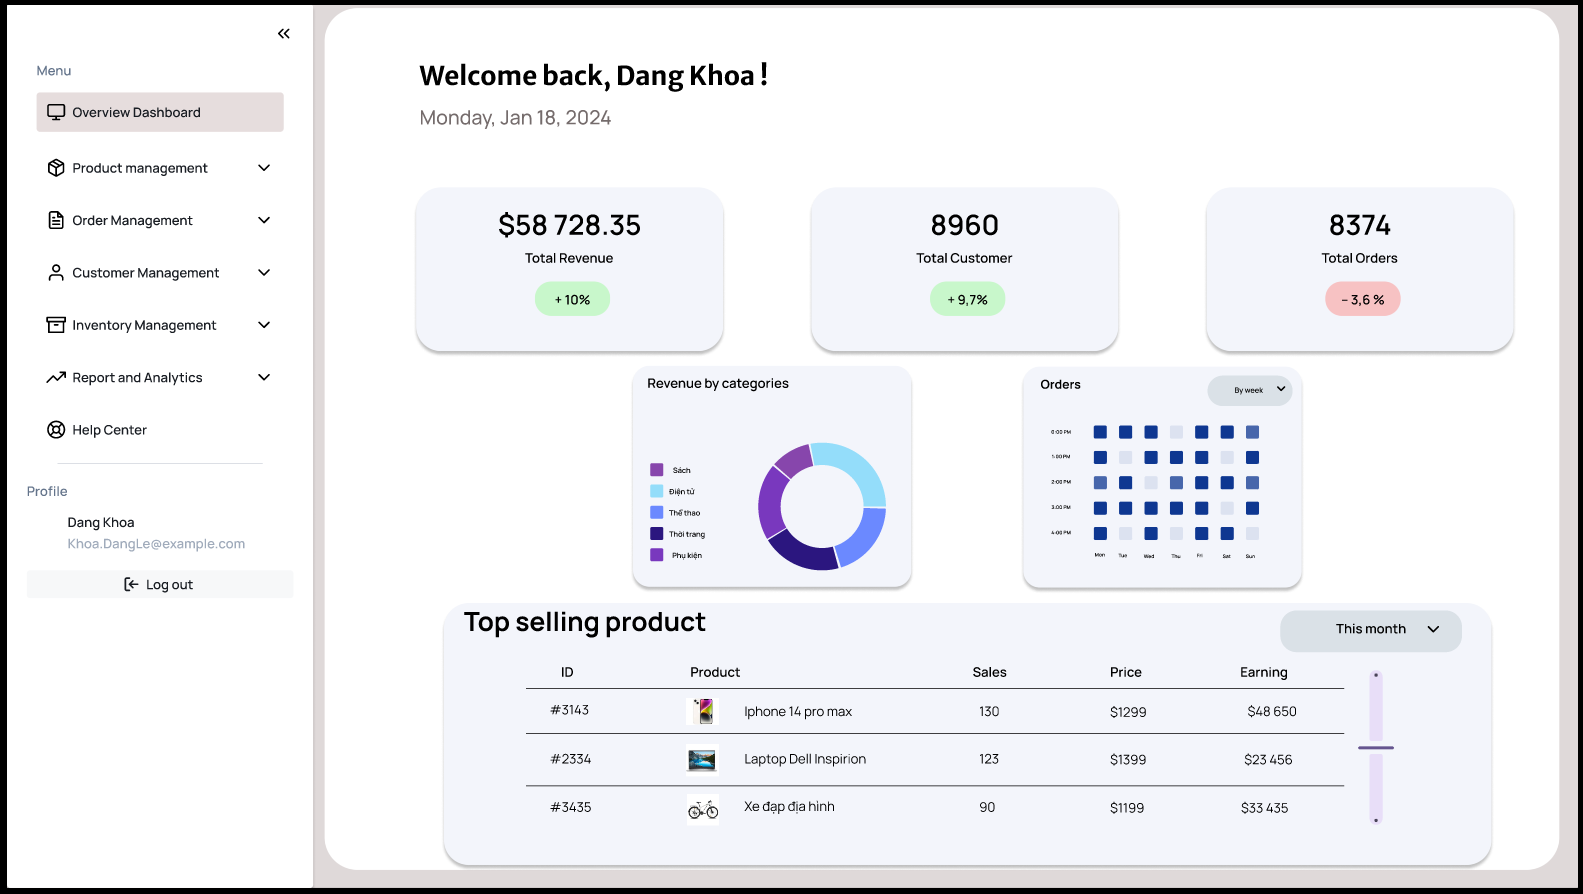 Menu
Overview Dashboard
Product management
Order Management
Customer Management
Inventory Management
Report and Analytics
Help Center
Profile
Dang Khoa
Khoa.DangLe@example.com
Log out
Welcome back, Dang Khoa !
Monday, Jan 18, 2024
$58 728.35
Total Revenue
+ 10%
8960
Total Customer
+ 9,7%
8374
Total Orders
– 3,6 %
Revenue by categories
Sách
Điện tử
Thể thao
Thời trang
Phụ kiện
Orders
By week
0:00 PM
1:00 PM
2:00 PM
3:00 PM
4:00 PM
Mon Tue Wed Thu Fri Sat Sun
Top selling product
This month
ID Product Sales Price Earning
#3143 Iphone 14 pro max 130 $1299 $48 650
#2334 Laptop Dell Inspirion 123 $1399 $23 456
#3435 Xe đạp địa hình 90 $1199 $33 435